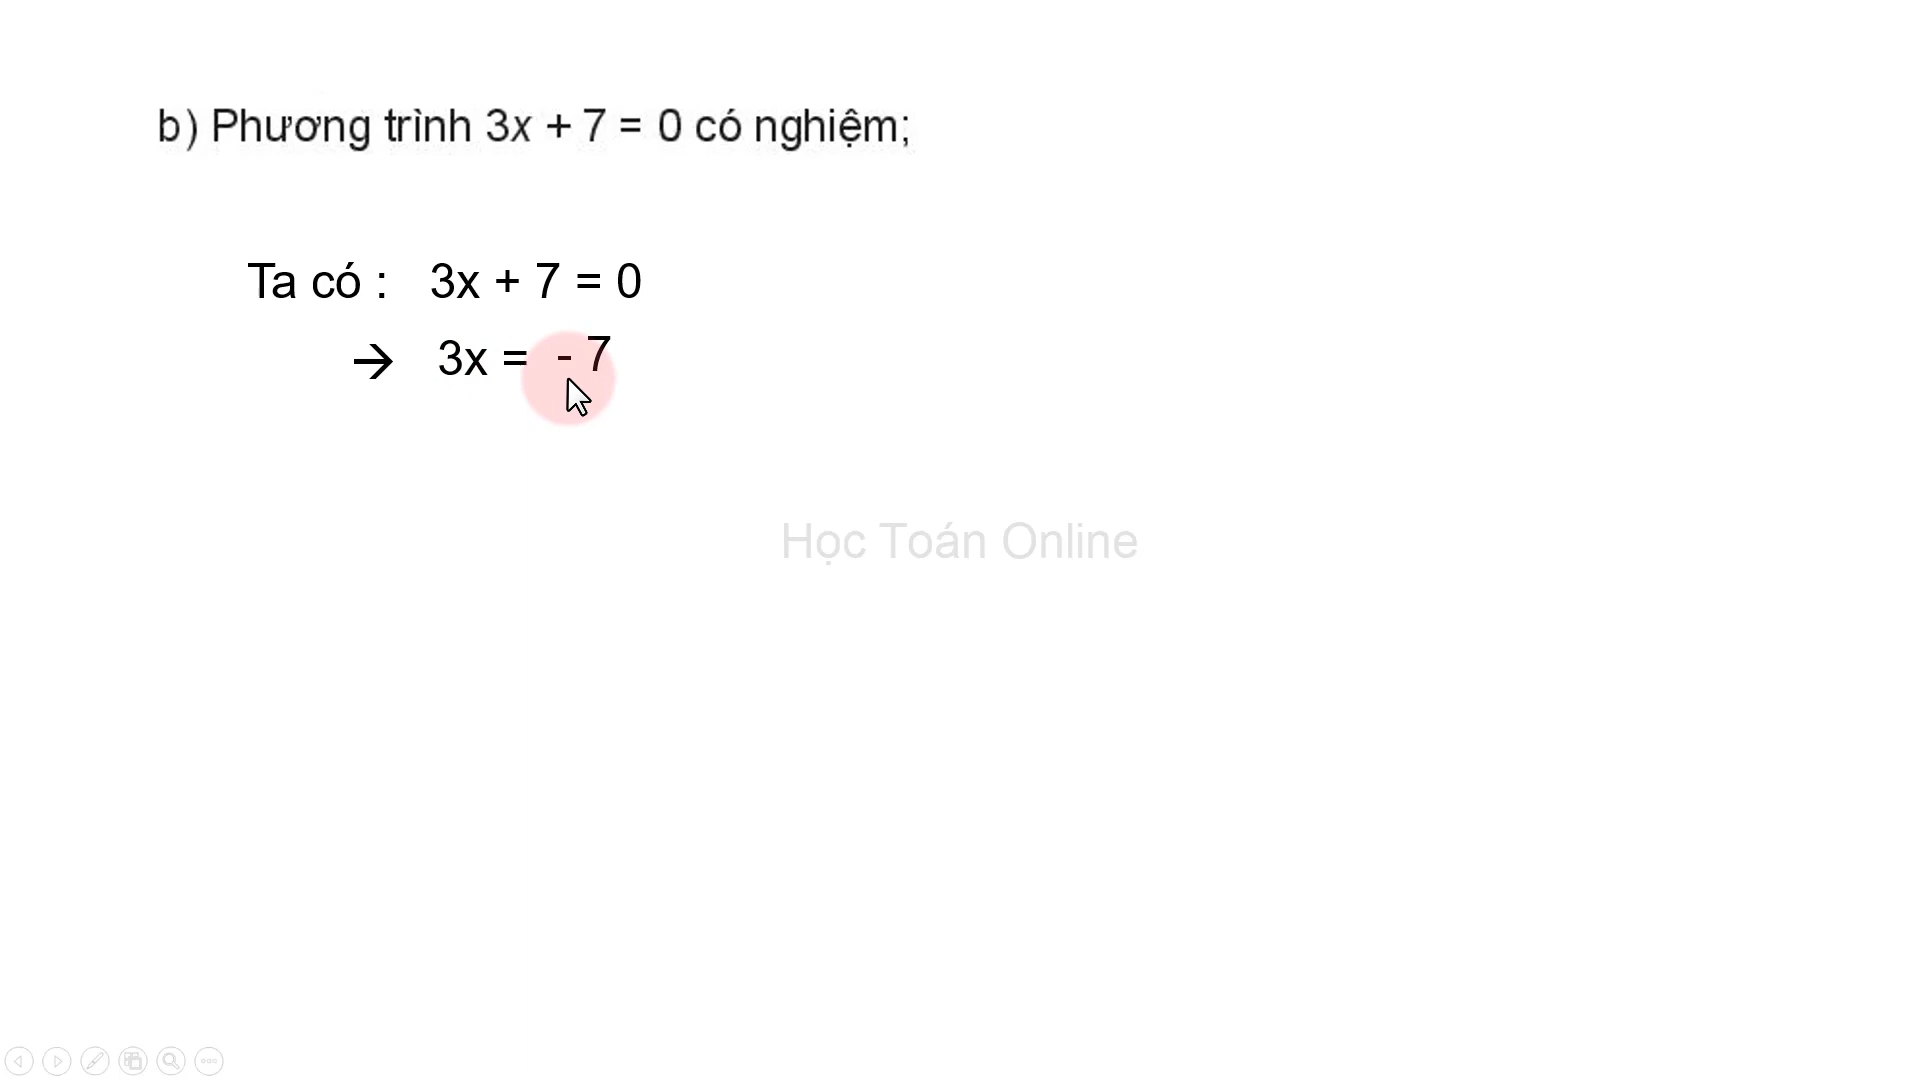 b) Phương trình 3x + 7 = 0 có nghiệm;
Ta có : 3x + 7 = 0
→ 3x = - 7
Học Toán Online